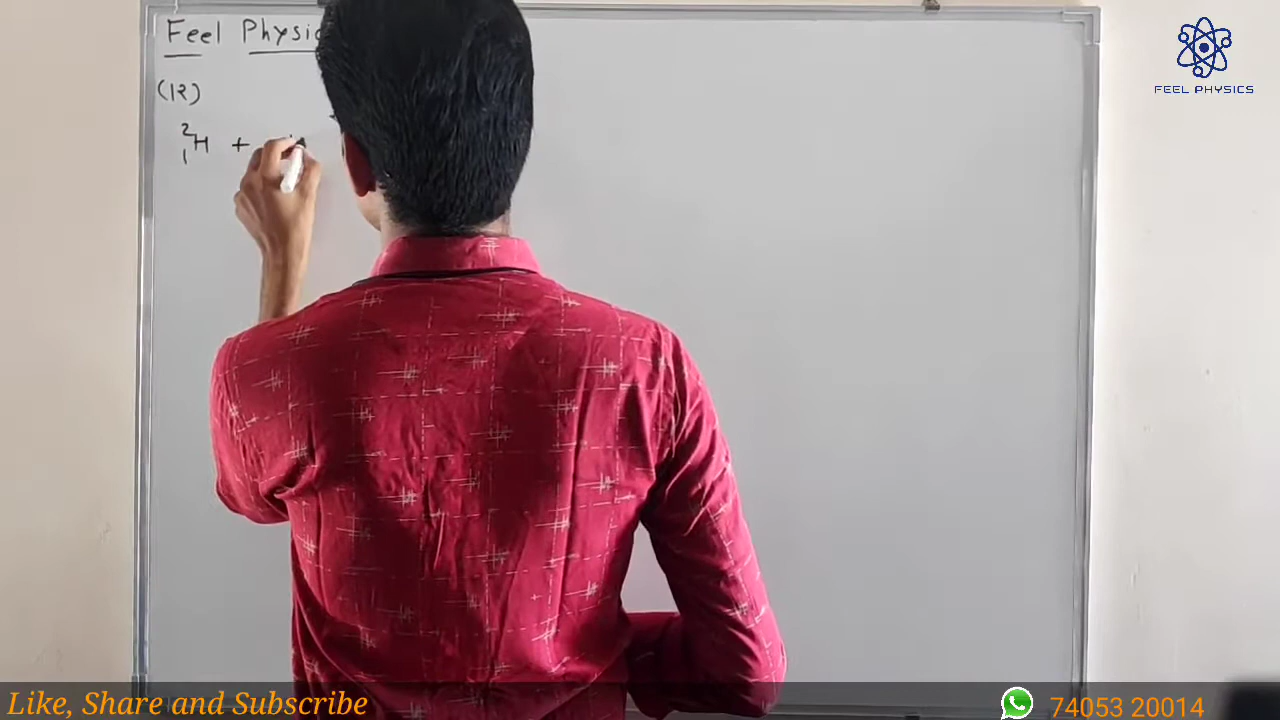 Feel Physic
(12)
²₁H +
FEEL PHYSICS
Like, Share and Subscribe
74053 20014